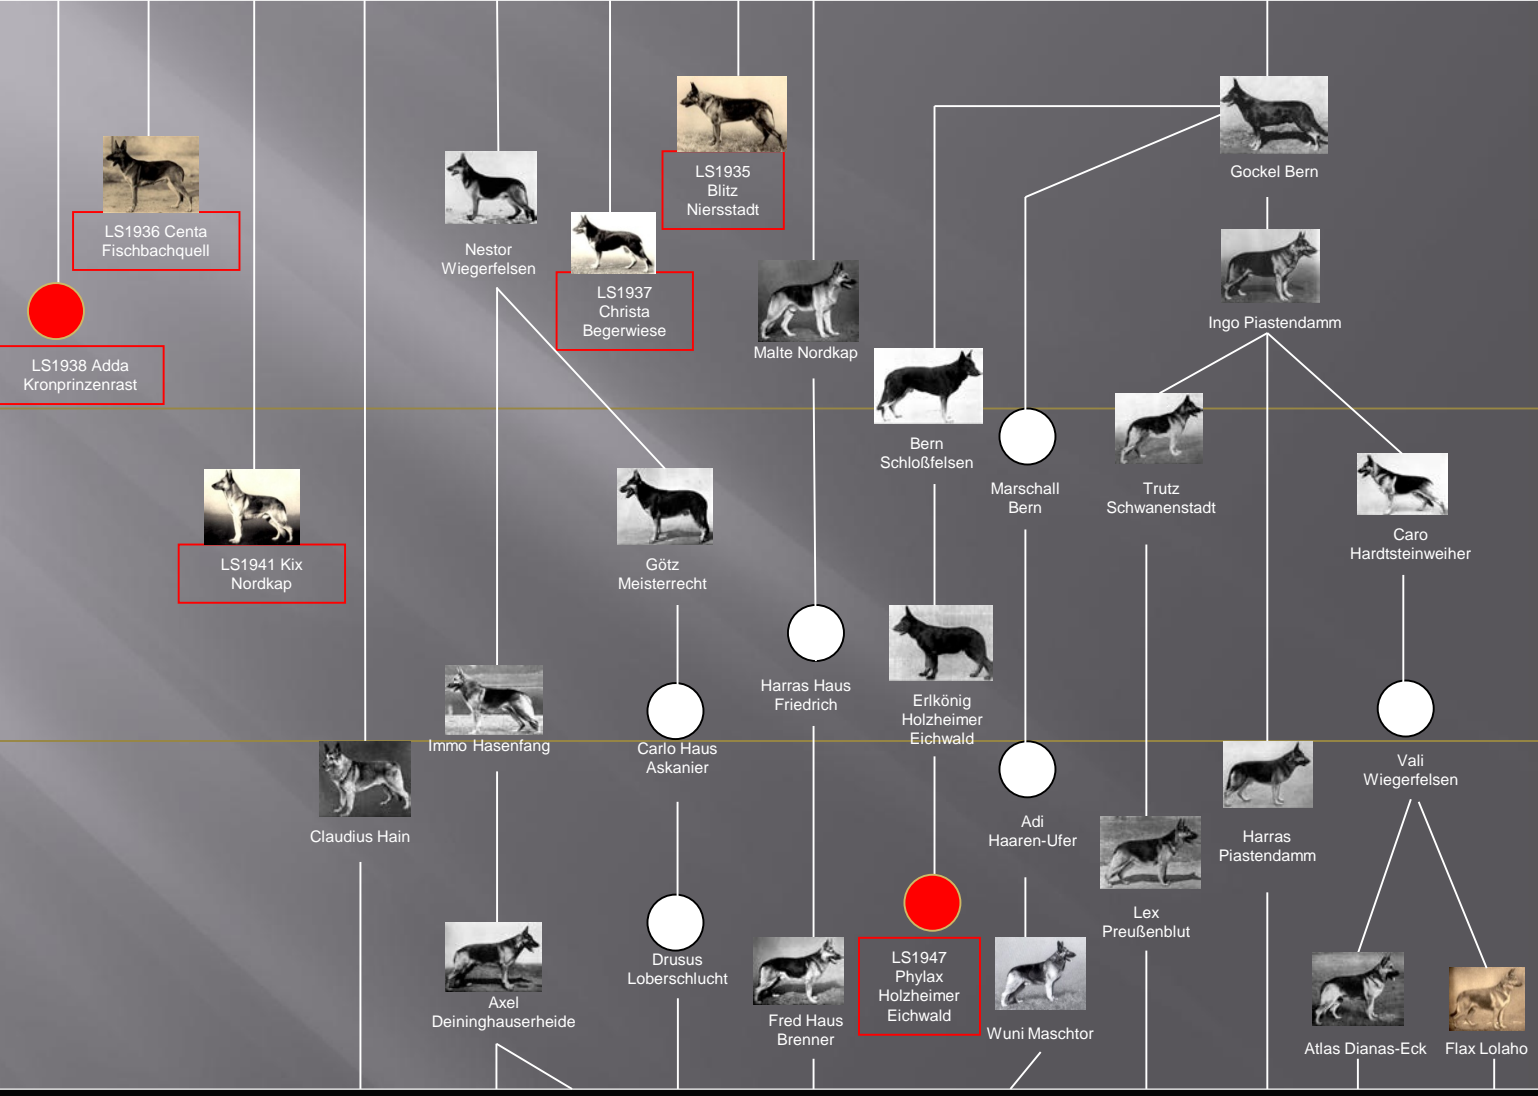 LS1935
Blitz
Niersstadt
Gockel Bern
LS1936 Centa
Fischbachquell
Nestor
Wiegerfelsen
LS1937
Christa
Begerwiese
Malte Nordkap
Ingo Piastendamm
LS1938 Adda
Kronprinzenrast
Bern
Schloßfelsen
Marschall
Bern
Trutz
Schwanenstadt
Caro
Hardtsteinweiher
LS1941 Kix
Nordkap
Götz
Meisterrecht
Harras Haus
Friedrich
Erlkönig
Holzheimer
Eichwald
Immo Hasenfang
Carlo Haus
Askanier
Vali
Wiegerfelsen
Claudius Hain
Adi
Haaren-Ufer
Harras
Piastendamm
Lex
Preußenblut
Drusus
Loberschlucht
LS1947
Phylax
Holzheimer
Eichwald
Axel
Deininghauserheide
Fred Haus
Brenner
Wuni Maschtor
Atlas Dianas-Eck
Flax Lolaho